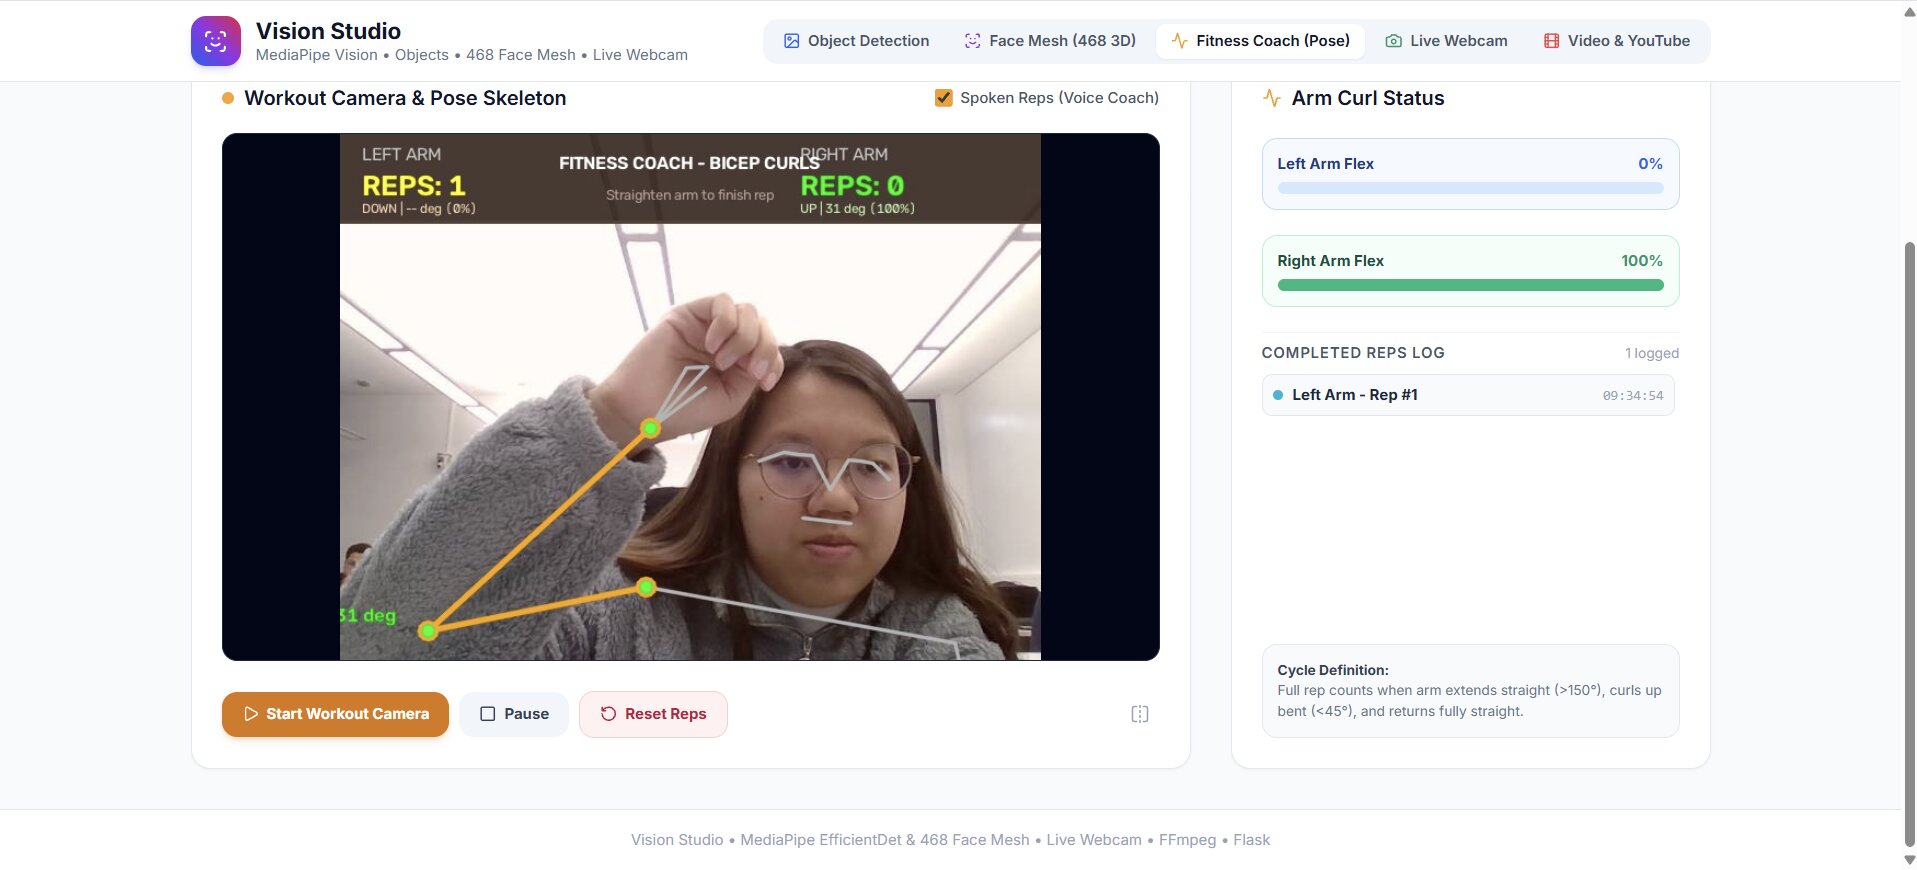 Vision Studio
MediaPipe Vision • Objects • 468 Face Mesh • Live Webcam
Object Detection
Face Mesh (468 3D)
Fitness Coach (Pose)
Live Webcam
Video & YouTube
Workout Camera & Pose Skeleton
Spoken Reps (Voice Coach)
LEFT ARM
REPS: 1
DOWN | -- deg (0%)
FITNESS COACH - BICEP CURLS
Straighten arm to finish rep
RIGHT ARM
REPS: 0
UP | 31 deg (100%)
31 deg
Start Workout Camera
Pause
Reset Reps
Arm Curl Status
Left Arm Flex 0%
Right Arm Flex 100%
COMPLETED REPS LOG 1 logged
Left Arm - Rep #1 09:34:54
Cycle Definition:
Full rep counts when arm extends straight (>150°), curls up
bent (<45°), and returns fully straight.
Vision Studio • MediaPipe EfficientDet & 468 Face Mesh • Live Webcam • FFmpeg • Flask